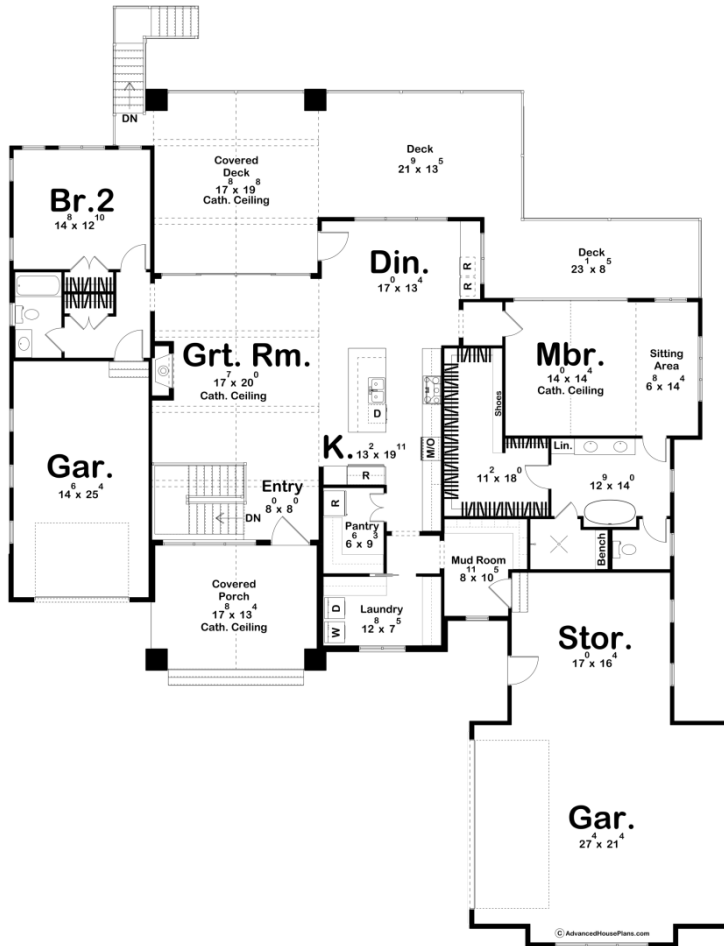 DN
Covered
Deck
17⁸ x 19⁸
Cath. Ceiling
Deck
21⁹ x 13⁵
Br.2
14⁸ x 12¹⁰
Din.
17⁰ x 13⁴
R
R
R
Deck
23¹ x 8⁵
Grt. Rm.
17⁷ x 20⁰
Cath. Ceiling
Mbr.
14⁰ x 14⁴
Cath. Ceiling
Sitting
Area
6⁸ x 14⁴
Shoes
D
K.
13² x 19¹¹
M/O
R
Lin.
11² x 18⁰
12⁹ x 14⁰
Gar.
14⁶ x 25⁴
Entry
8⁰ x 8⁰
DN
R
Pantry
6⁶ x 9³
Mud Room
8¹¹ x 10⁵
Bench
Covered
Porch
17⁸ x 13⁴
Cath. Ceiling
D
W
Laundry
12⁸ x 7⁵
Stor.
17⁰ x 16⁴
Gar.
27⁴ x 21⁴
© AdvancedHousePlans.com